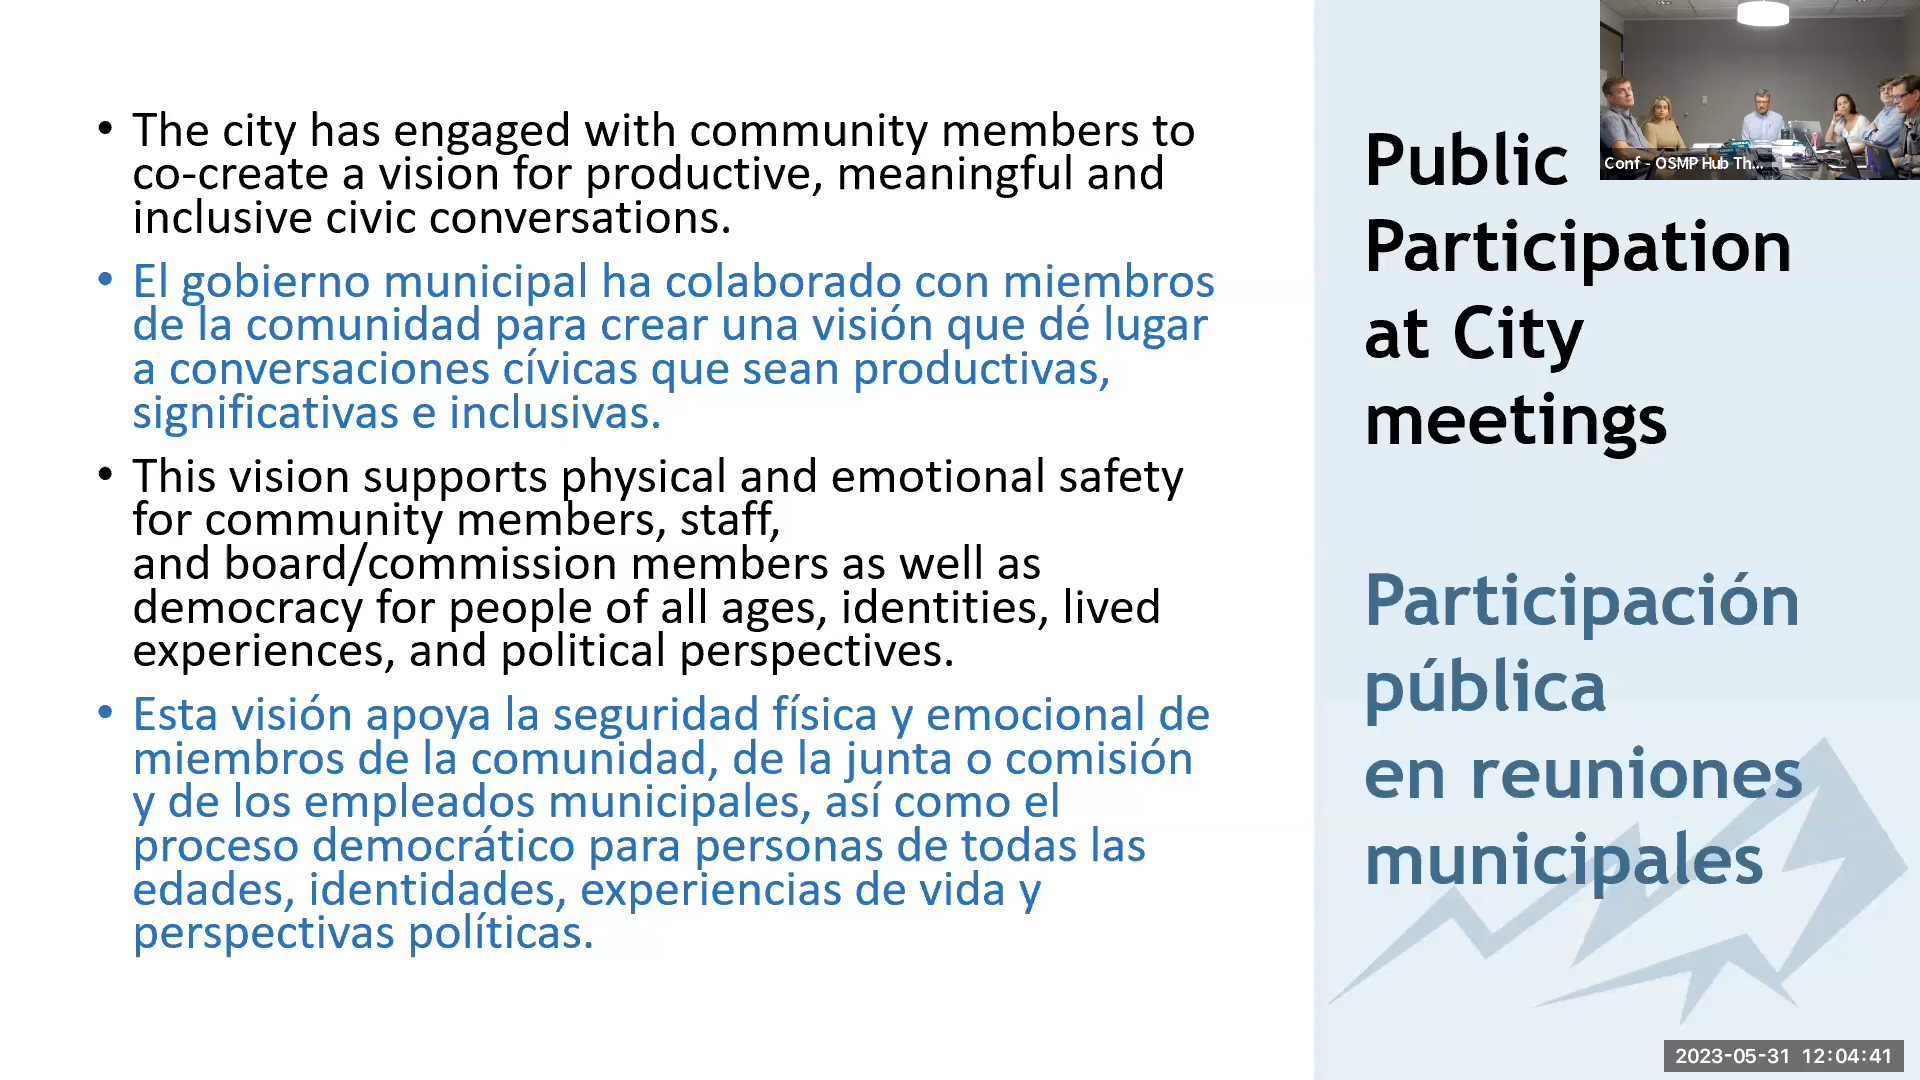 • The city has engaged with community members to
co-create a vision for productive, meaningful and
inclusive civic conversations.
• El gobierno municipal ha colaborado con miembros
de la comunidad para crear una visión que dé lugar
a conversaciones cívicas que sean productivas,
significativas e inclusivas.
• This vision supports physical and emotional safety
for community members, staff,
and board/commission members as well as
democracy for people of all ages, identities, lived
experiences, and political perspectives.
• Esta visión apoya la seguridad física y emocional de
miembros de la comunidad, de la junta o comisión
y de los empleados municipales, así como el
proceso democrático para personas de todas las
edades, identidades, experiencias de vida y
perspectivas políticas.
Public
Participation
at City
meetings
Participación
pública
en reuniones
municipales
Conf - OSMP Hub Th...
2023-05-31 12:04:41